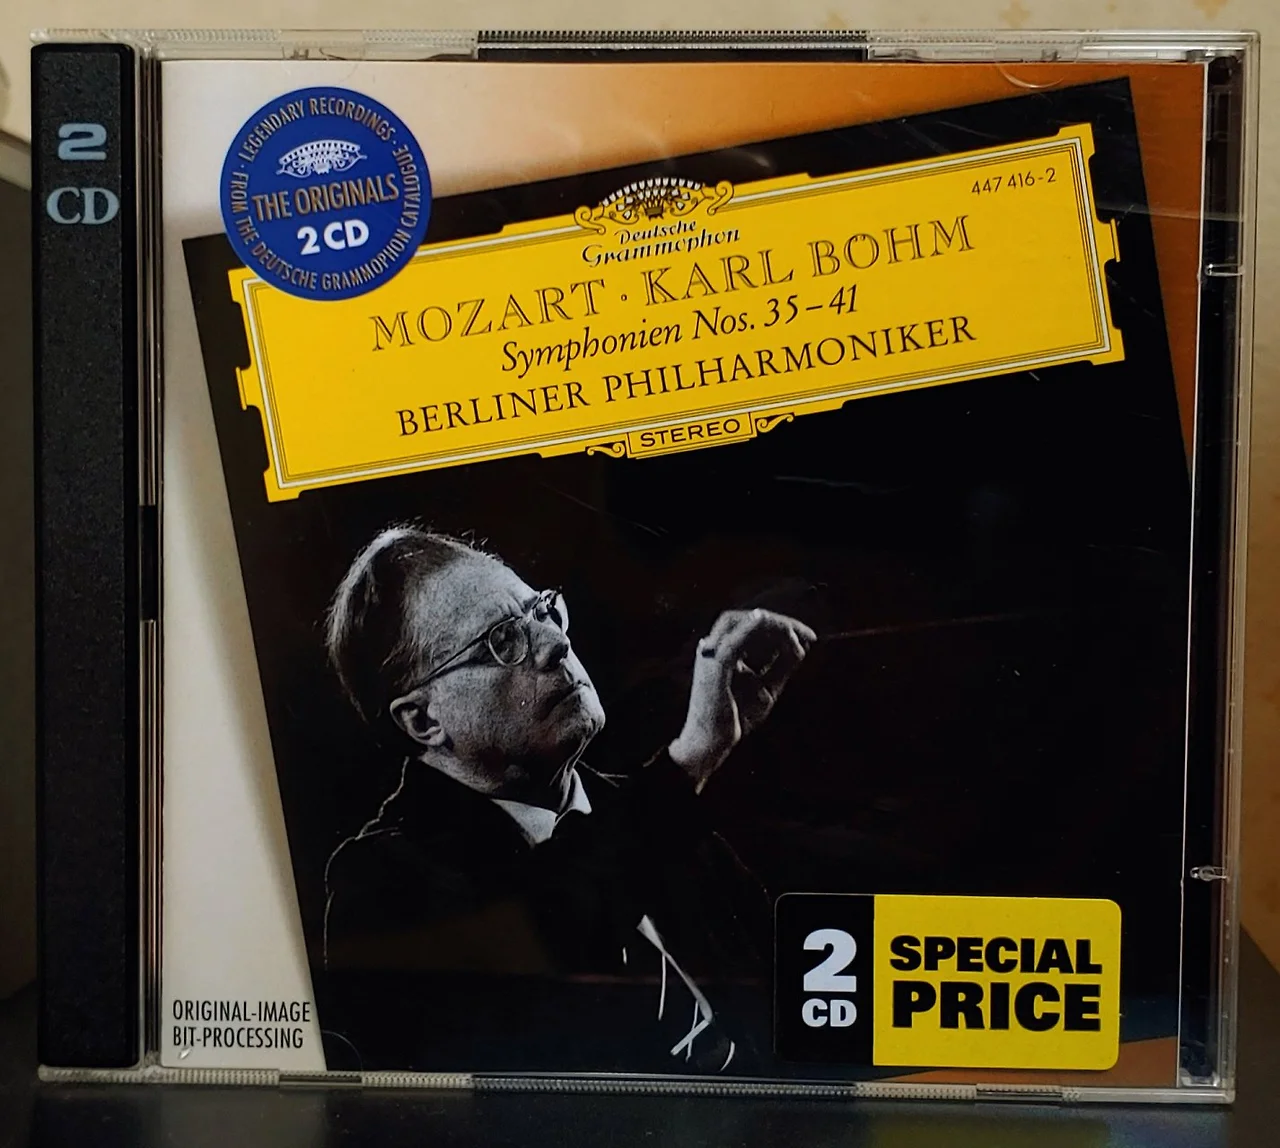 2
CD
· LEGENDARY RECORDINGS ·
FROM THE DEUTSCHE GRAMMOPHON CATALOGUE
THE ORIGINALS
2 CD
447 416-2
Deutsche
Grammophon
MOZART · KARL BÖHM
Symphonien Nos. 35–41
BERLINER PHILHARMONIKER
STEREO
2
CD
SPECIAL
PRICE
ORIGINAL-IMAGE
BIT-PROCESSING